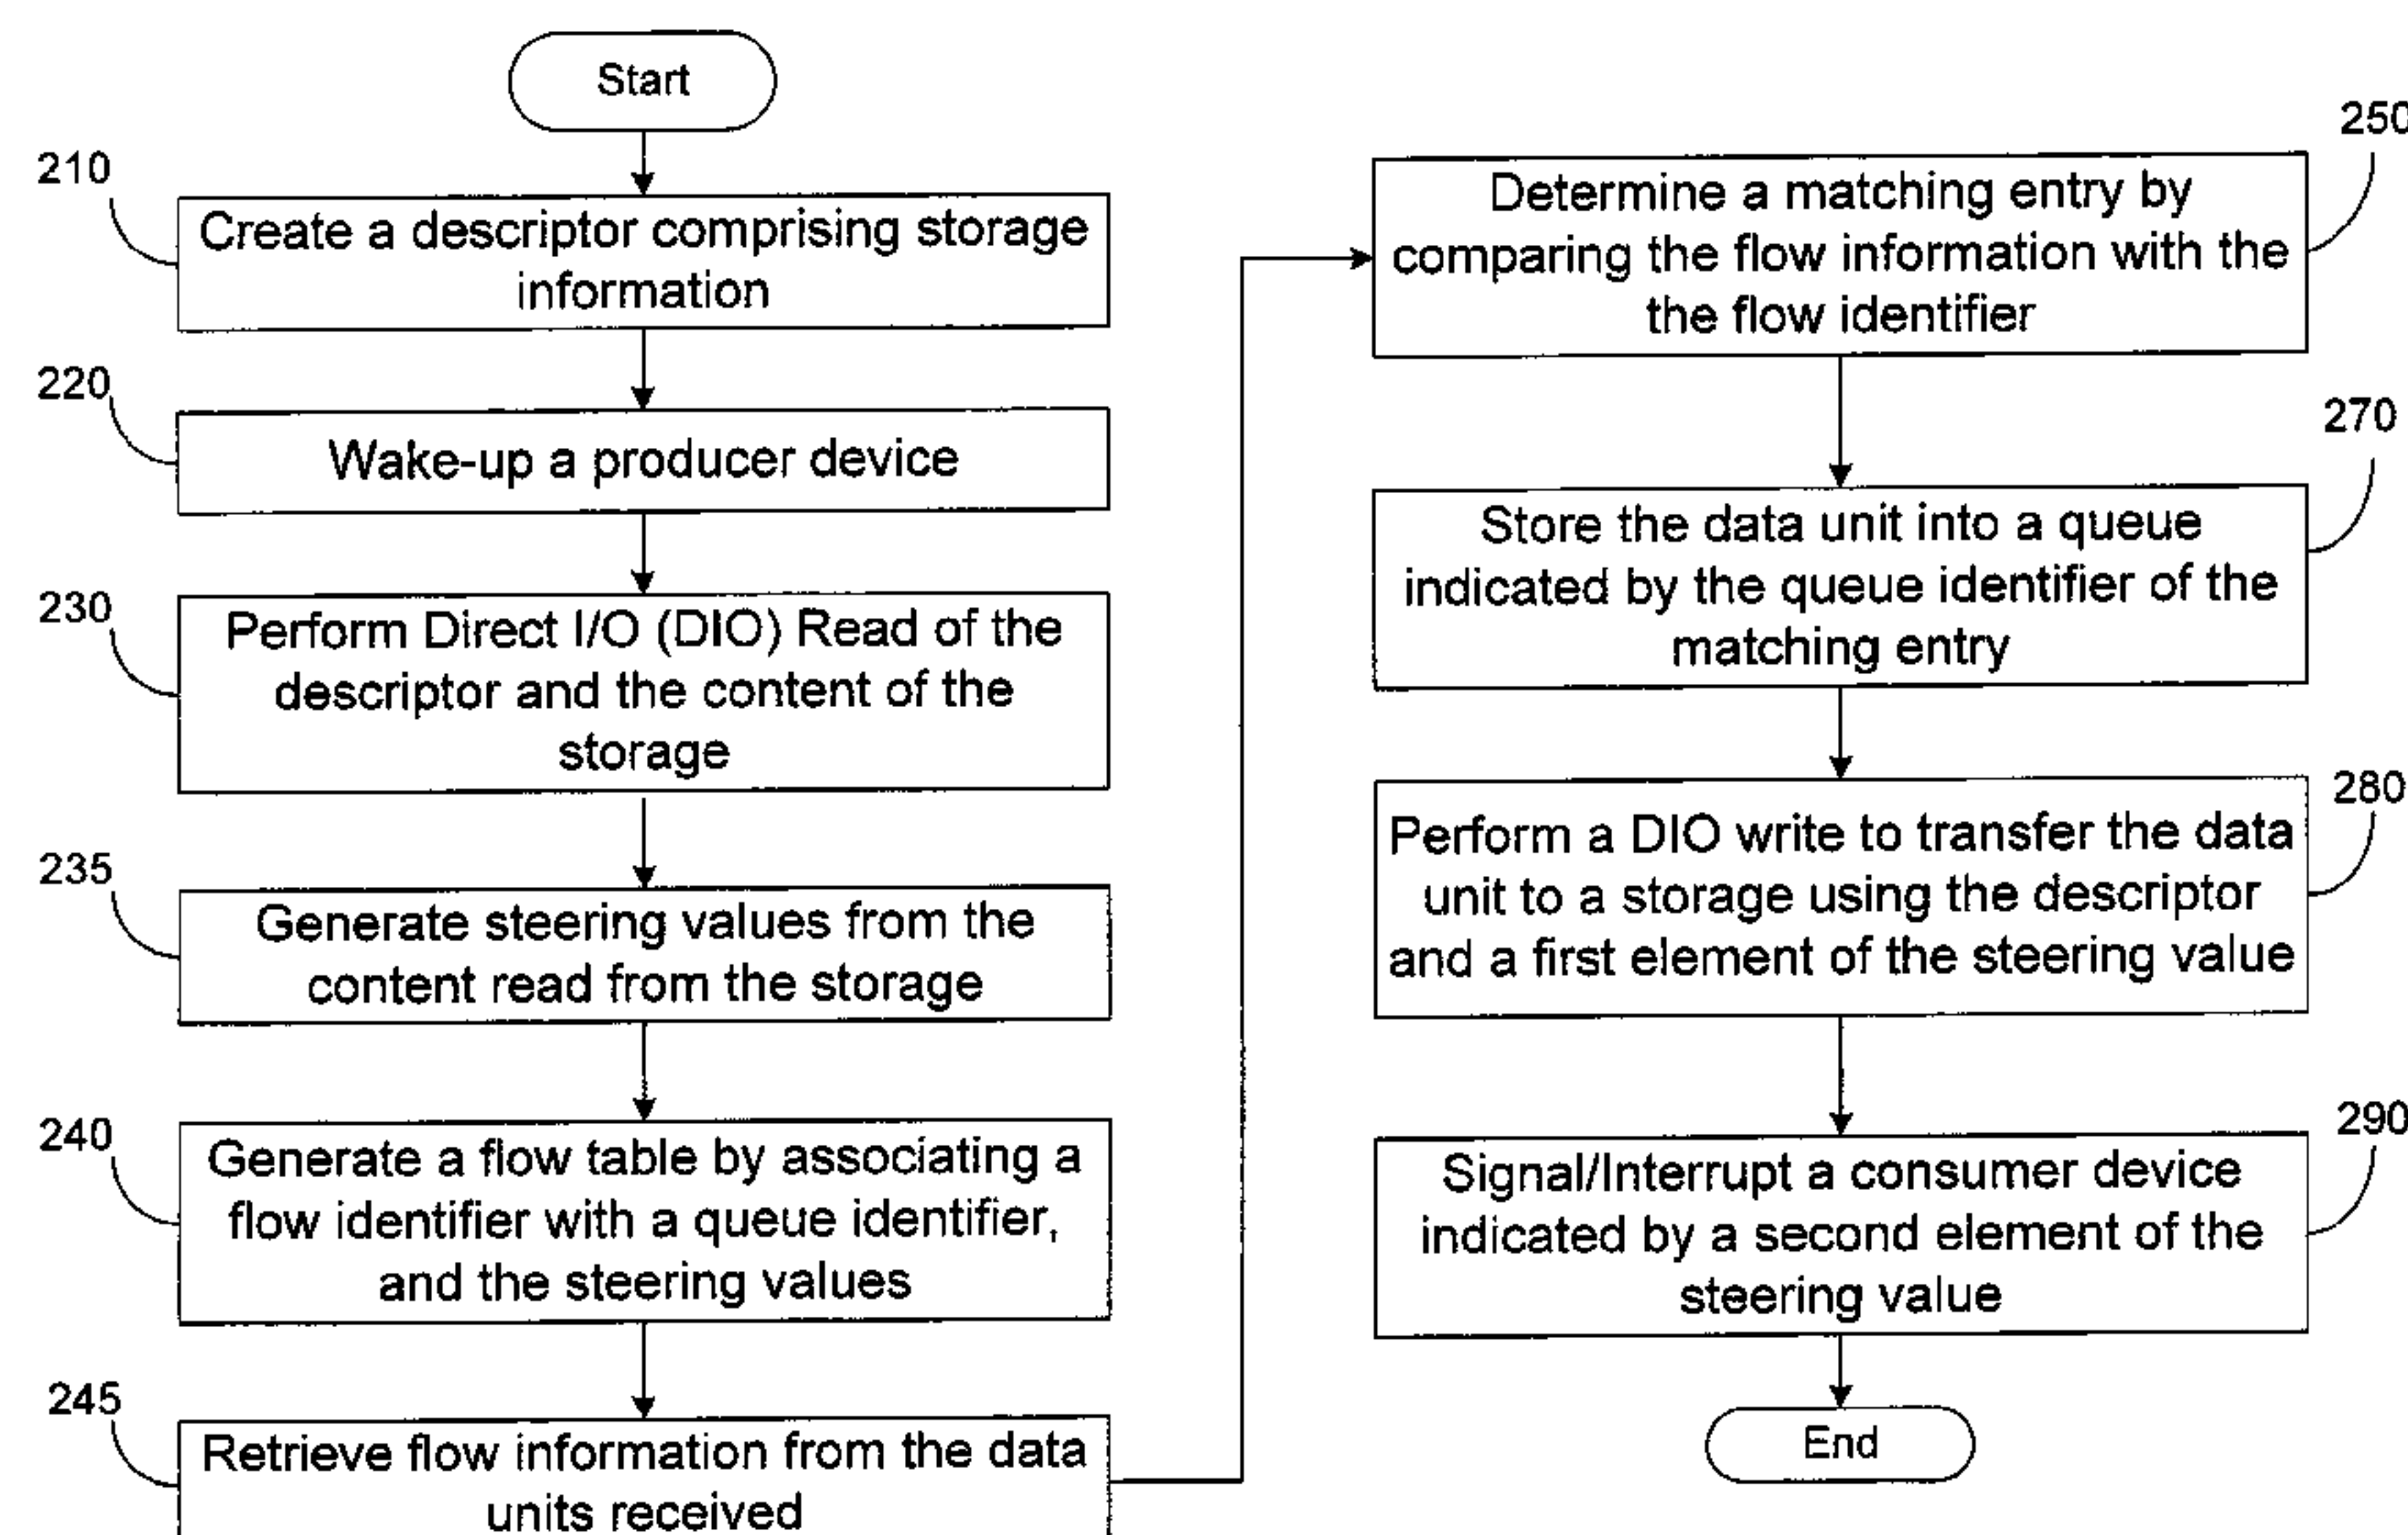 Start
210
Create a descriptor comprising storage
information
220
Wake-up a producer device
230
Perform Direct I/O (DIO) Read of the
descriptor and the content of the
storage
235
Generate steering values from the
content read from the storage
240
Generate a flow table by associating a
flow identifier with a queue identifier,
and the steering values
245
Retrieve flow information from the data
units received
250
Determine a matching entry by
comparing the flow information with the
the flow identifier
270
Store the data unit into a queue
indicated by the queue identifier of the
matching entry
280
Perform a DIO write to transfer the data
unit to a storage using the descriptor
and a first element of the steering value
290
Signal/Interrupt a consumer device
indicated by a second element of the
steering value
End